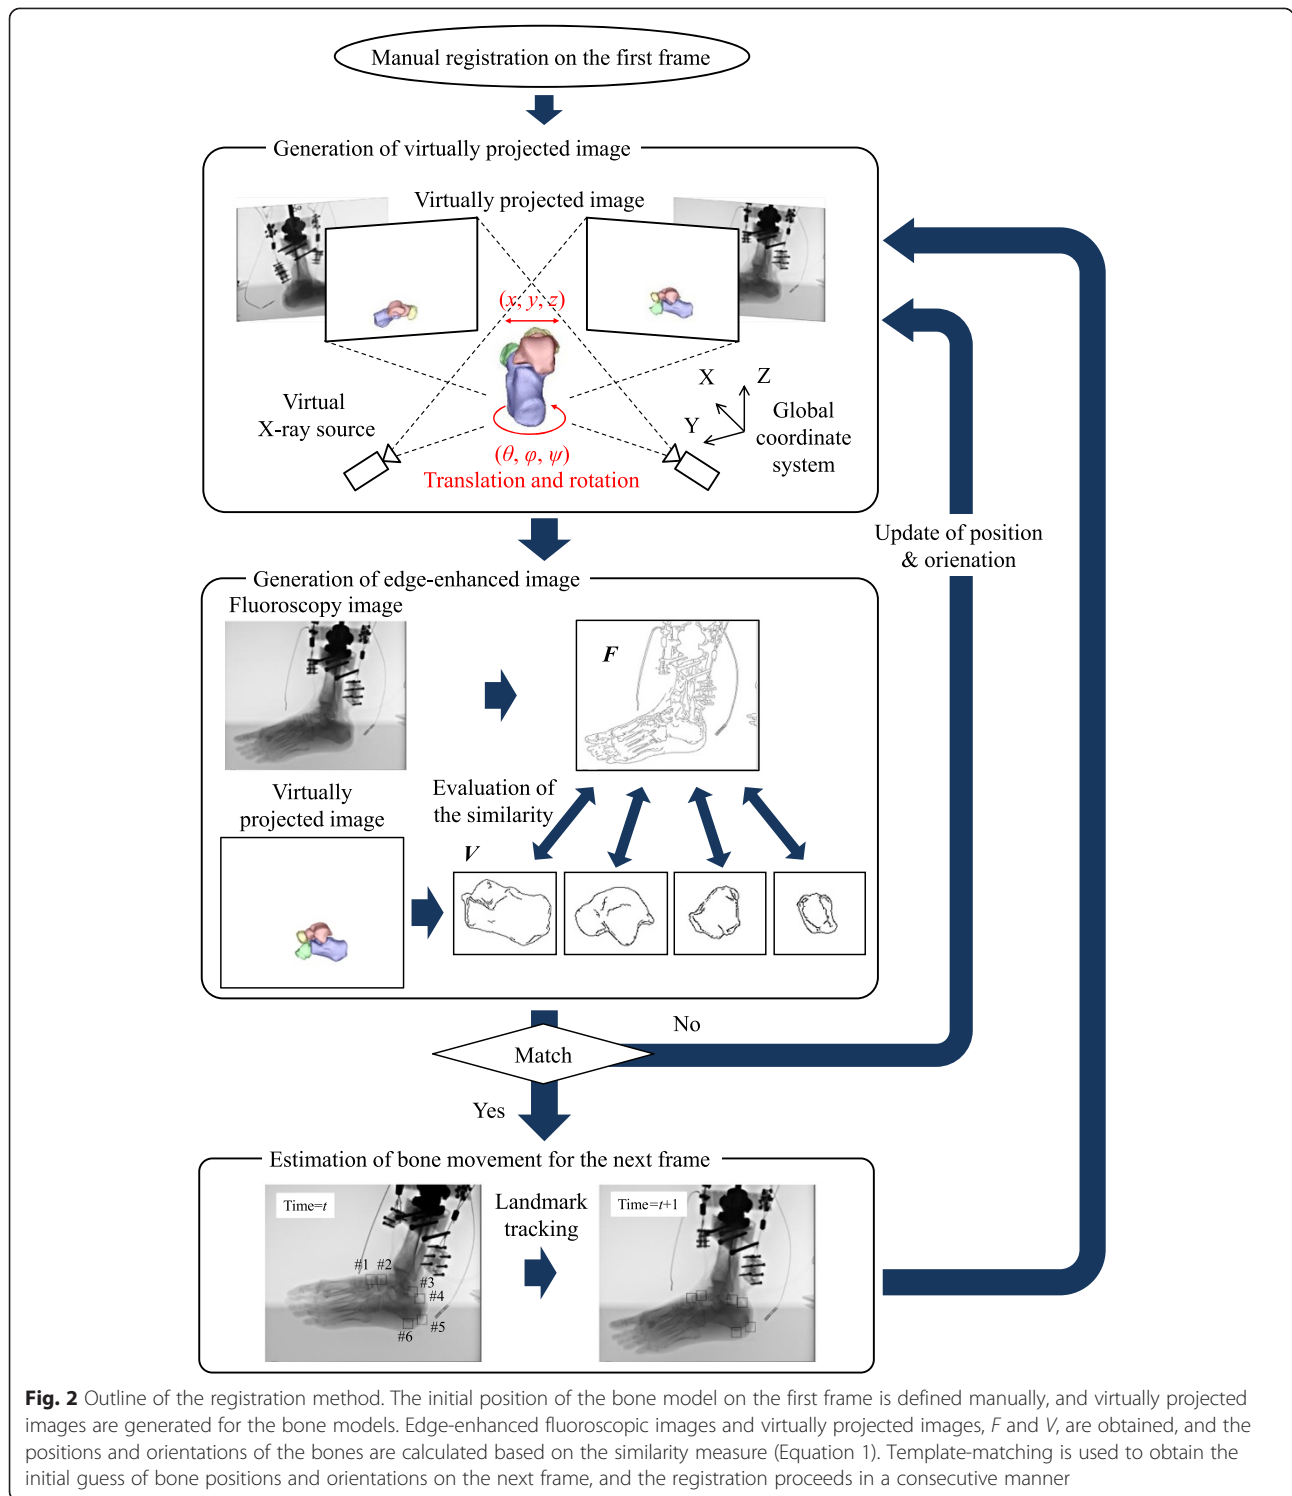 Manual registration on the first frame
Generation of virtually projected image
Virtually projected image
(x, y, z)
X
Z
Y
Virtual
X-ray source
Global
coordinate
system
(θ, φ, ψ)
Translation and rotation
Update of position
& orienation
Generation of edge-enhanced image
Fluoroscopy image
F
Virtually
projected image
Evaluation of
the similarity
V
No
Match
Yes
Estimation of bone movement for the next frame
Time=t
Landmark
tracking
Time=t+1
#1 #2
#3
#4
#5
#6
Fig. 2 Outline of the registration method. The initial position of the bone model on the first frame is defined manually, and virtually projected
images are generated for the bone models. Edge-enhanced fluoroscopic images and virtually projected images, F and V, are obtained, and the
positions and orientations of the bones are calculated based on the similarity measure (Equation 1). Template-matching is used to obtain the
initial guess of bone positions and orientations on the next frame, and the registration proceeds in a consecutive manner